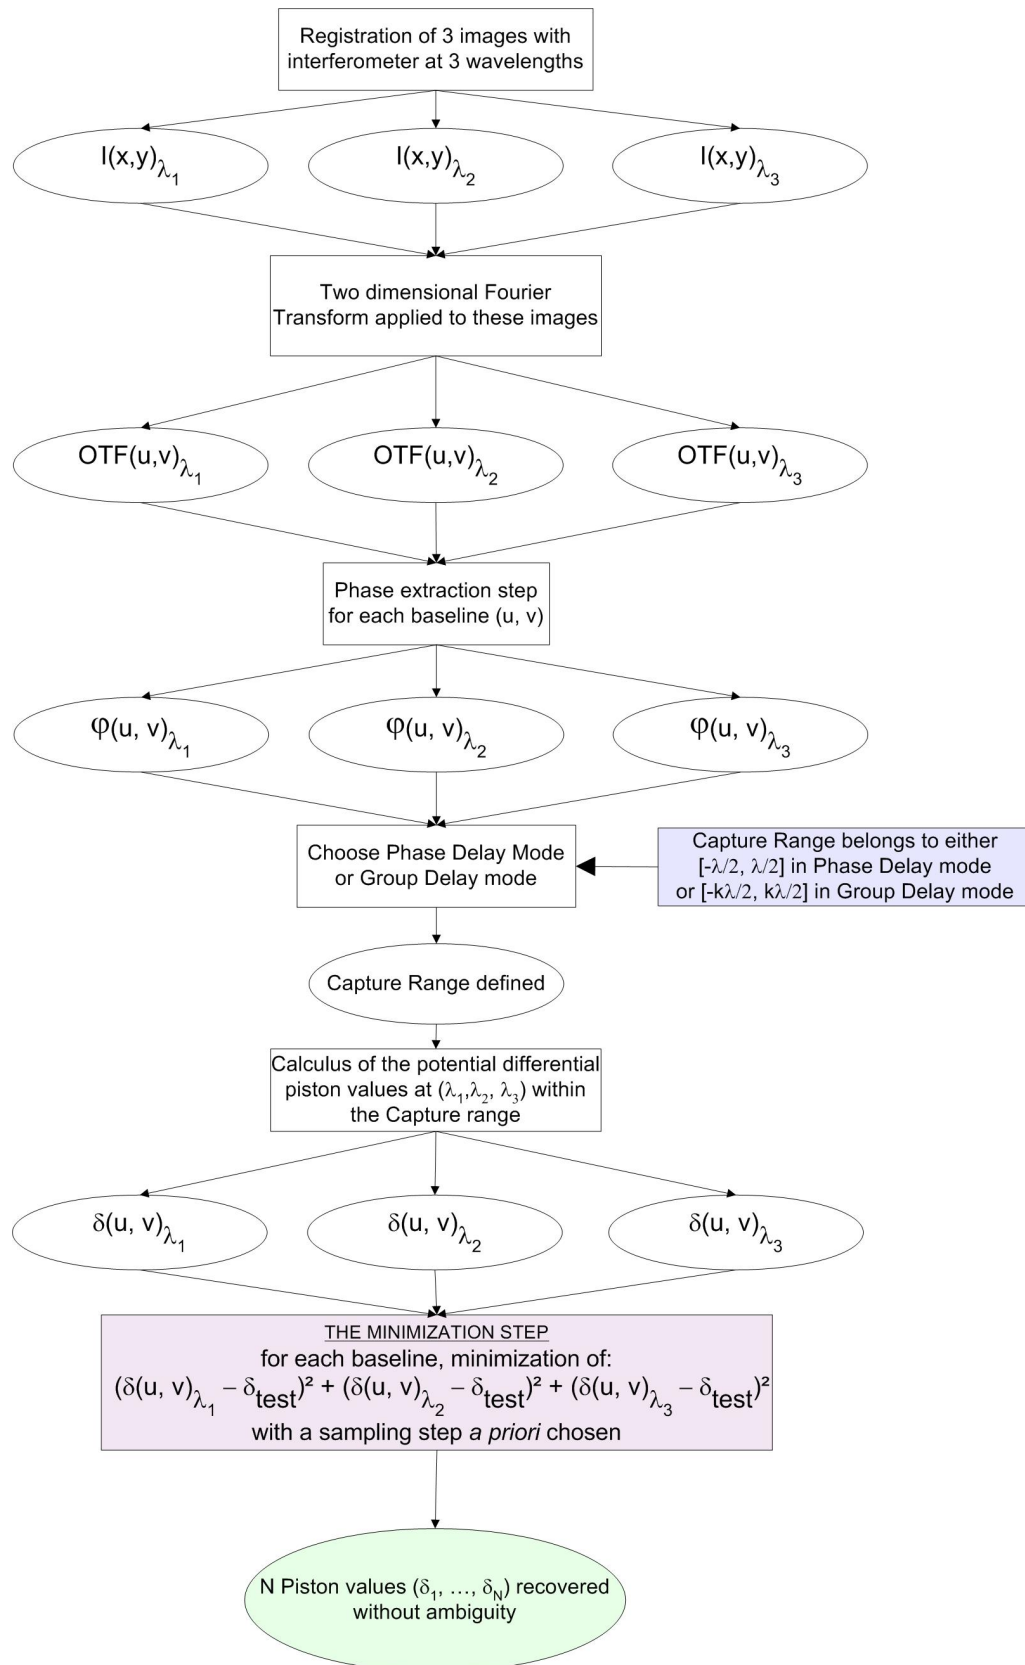 Registration of 3 images with
interferometer at 3 wavelengths
I(x,y)λ₁
I(x,y)λ₂
I(x,y)λ₃
Two dimensional Fourier
Transform applied to these images
OTF(u,v)λ₁
OTF(u,v)λ₂
OTF(u,v)λ₃
Phase extraction step
for each baseline (u, v)
φ(u, v)λ₁
φ(u, v)λ₂
φ(u, v)λ₃
Choose Phase Delay Mode
or Group Delay mode
Capture Range belongs to either
[-λ/2, λ/2] in Phase Delay mode
or [-kλ/2, kλ/2] in Group Delay mode
Capture Range defined
Calculus of the potential differential
piston values at (λ₁,λ₂, λ₃) within
the Capture range
δ(u, v)λ₁
δ(u, v)λ₂
δ(u, v)λ₃
THE MINIMIZATION STEP
for each baseline, minimization of:
(δ(u, v)λ₁ – δtest)² + (δ(u, v)λ₂ – δtest)² + (δ(u, v)λ₃ – δtest)²
with a sampling step a priori chosen
N Piston values (δ₁, …, δN) recovered
without ambiguity